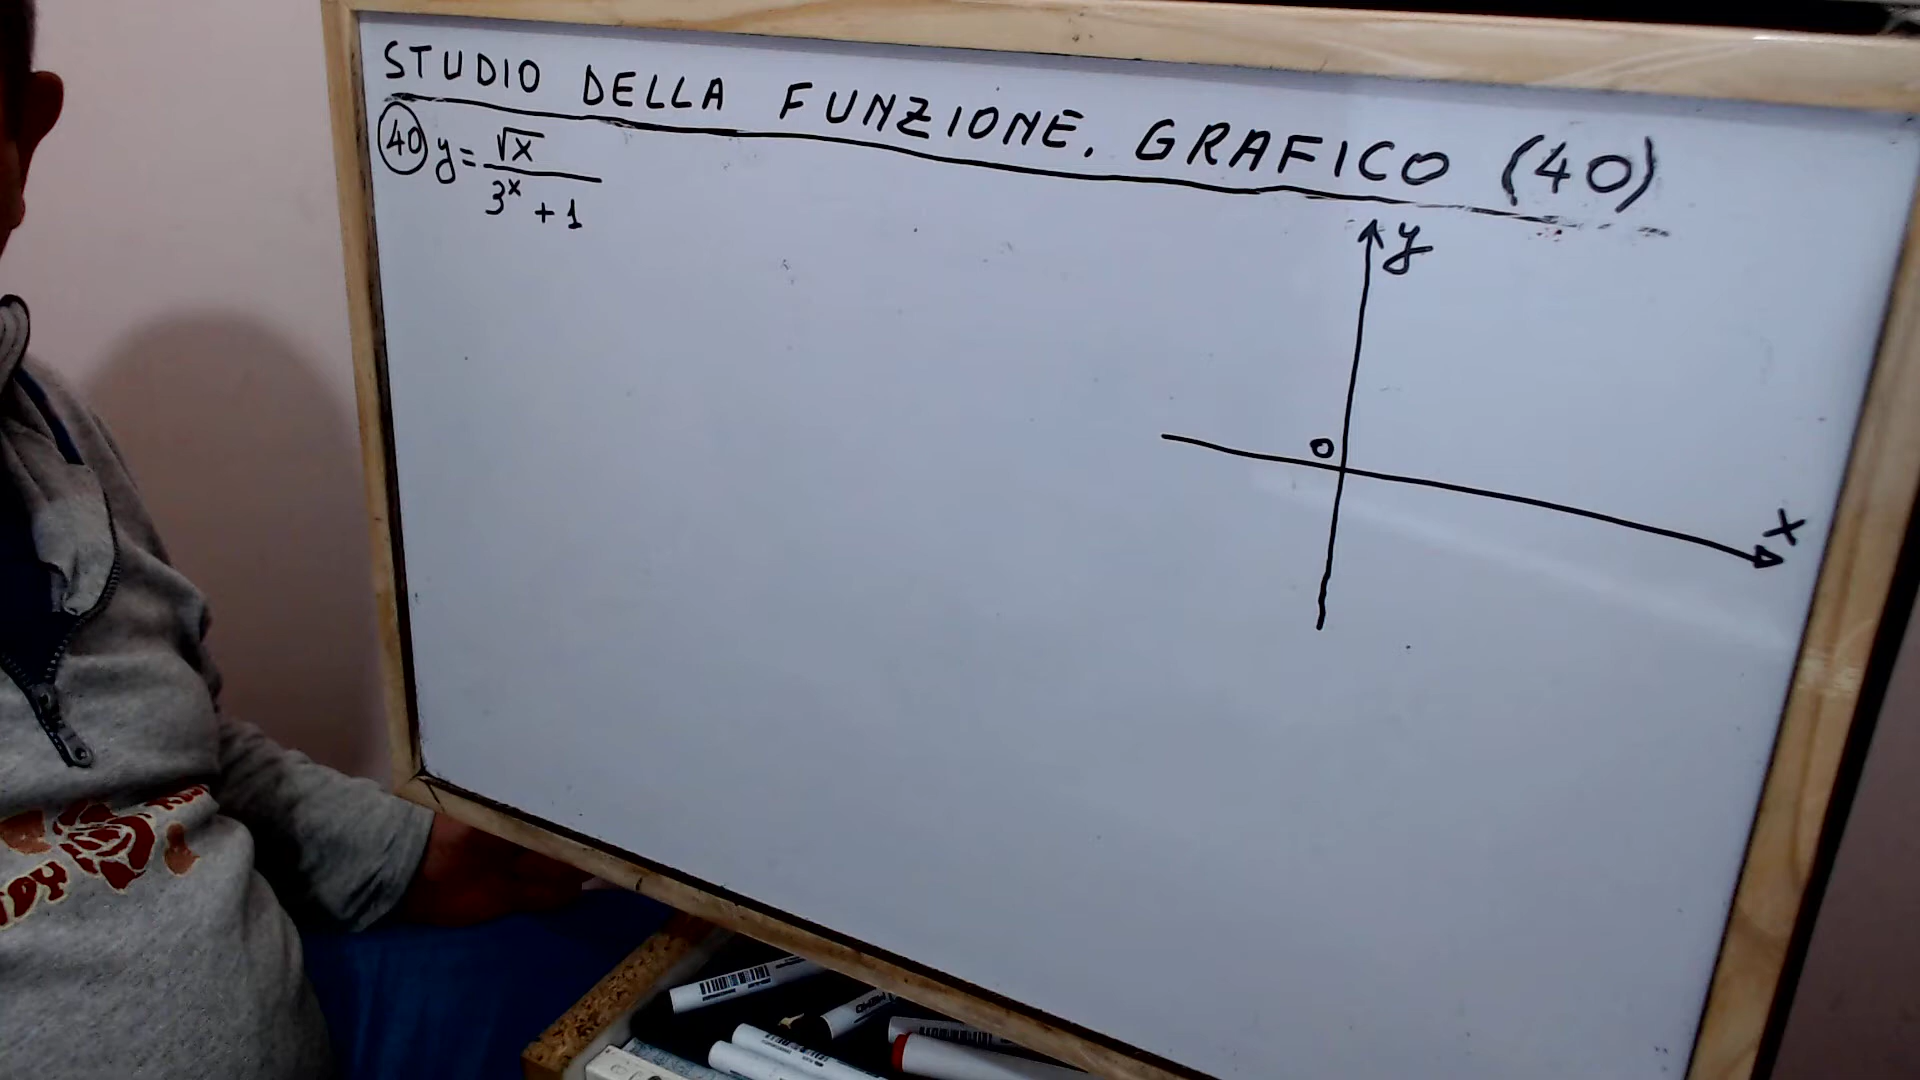 STUDIO DELLA FUNZIONE. GRAFICO (40)
40 y = √x / (3^x + 1)
y
0
x